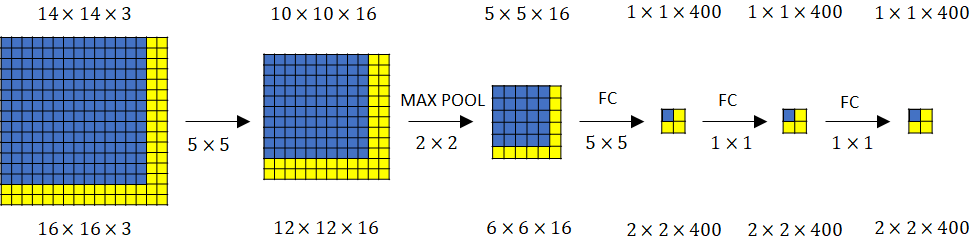 14 × 14 × 3
10 × 10 × 16
5 × 5 × 16
1 × 1 × 400
1 × 1 × 400
1 × 1 × 400
5 × 5
MAX POOL
2 × 2
FC
5 × 5
FC
1 × 1
FC
1 × 1
16 × 16 × 3
12 × 12 × 16
6 × 6 × 16
2 × 2 × 400
2 × 2 × 400
2 × 2 × 400